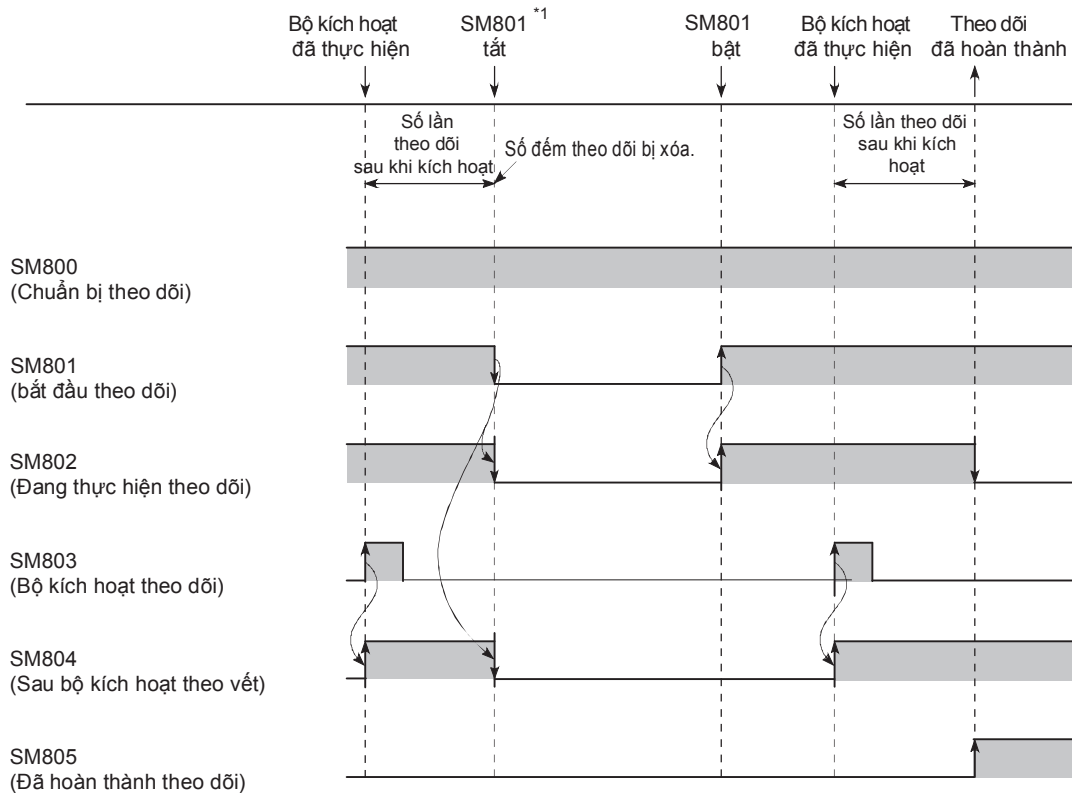 Bộ kích hoạt
đã thực hiện
SM801 *1
tắt
SM801
bật
Bộ kích hoạt
đã thực hiện
Theo dõi
đã hoàn thành
Số lần
theo dõi
sau khi kích hoạt
Số đếm theo dõi bị xóa.
Số lần theo dõi
sau khi kích
hoạt
SM800
(Chuẩn bị theo dõi)
SM801
(bắt đầu theo dõi)
SM802
(Đang thực hiện theo dõi)
SM803
(Bộ kích hoạt theo dõi)
SM804
(Sau bộ kích hoạt theo vết)
SM805
(Đã hoàn thành theo dõi)